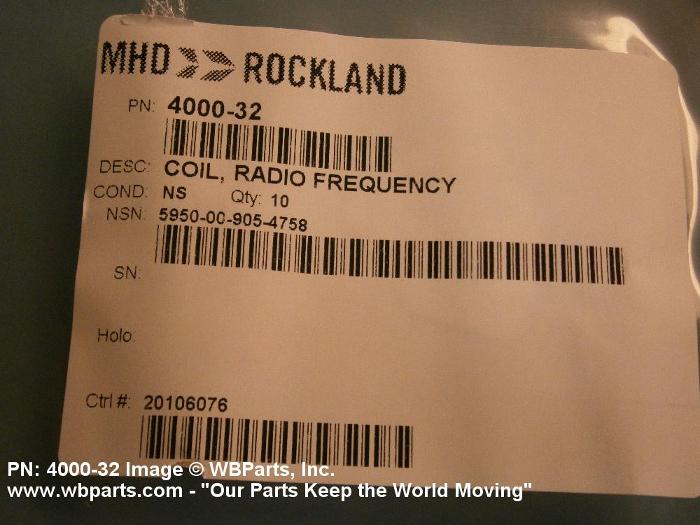 MHD ROCKLAND
PN: 4000-32
DESC: COIL, RADIO FREQUENCY
COND: NS Qty: 10
NSN: 5950-00-905-4758
SN:
Holo:
Ctrl #: 20106076
PN: 4000-32 Image © WBParts, Inc.
www.wbparts.com - "Our Parts Keep the World Moving"